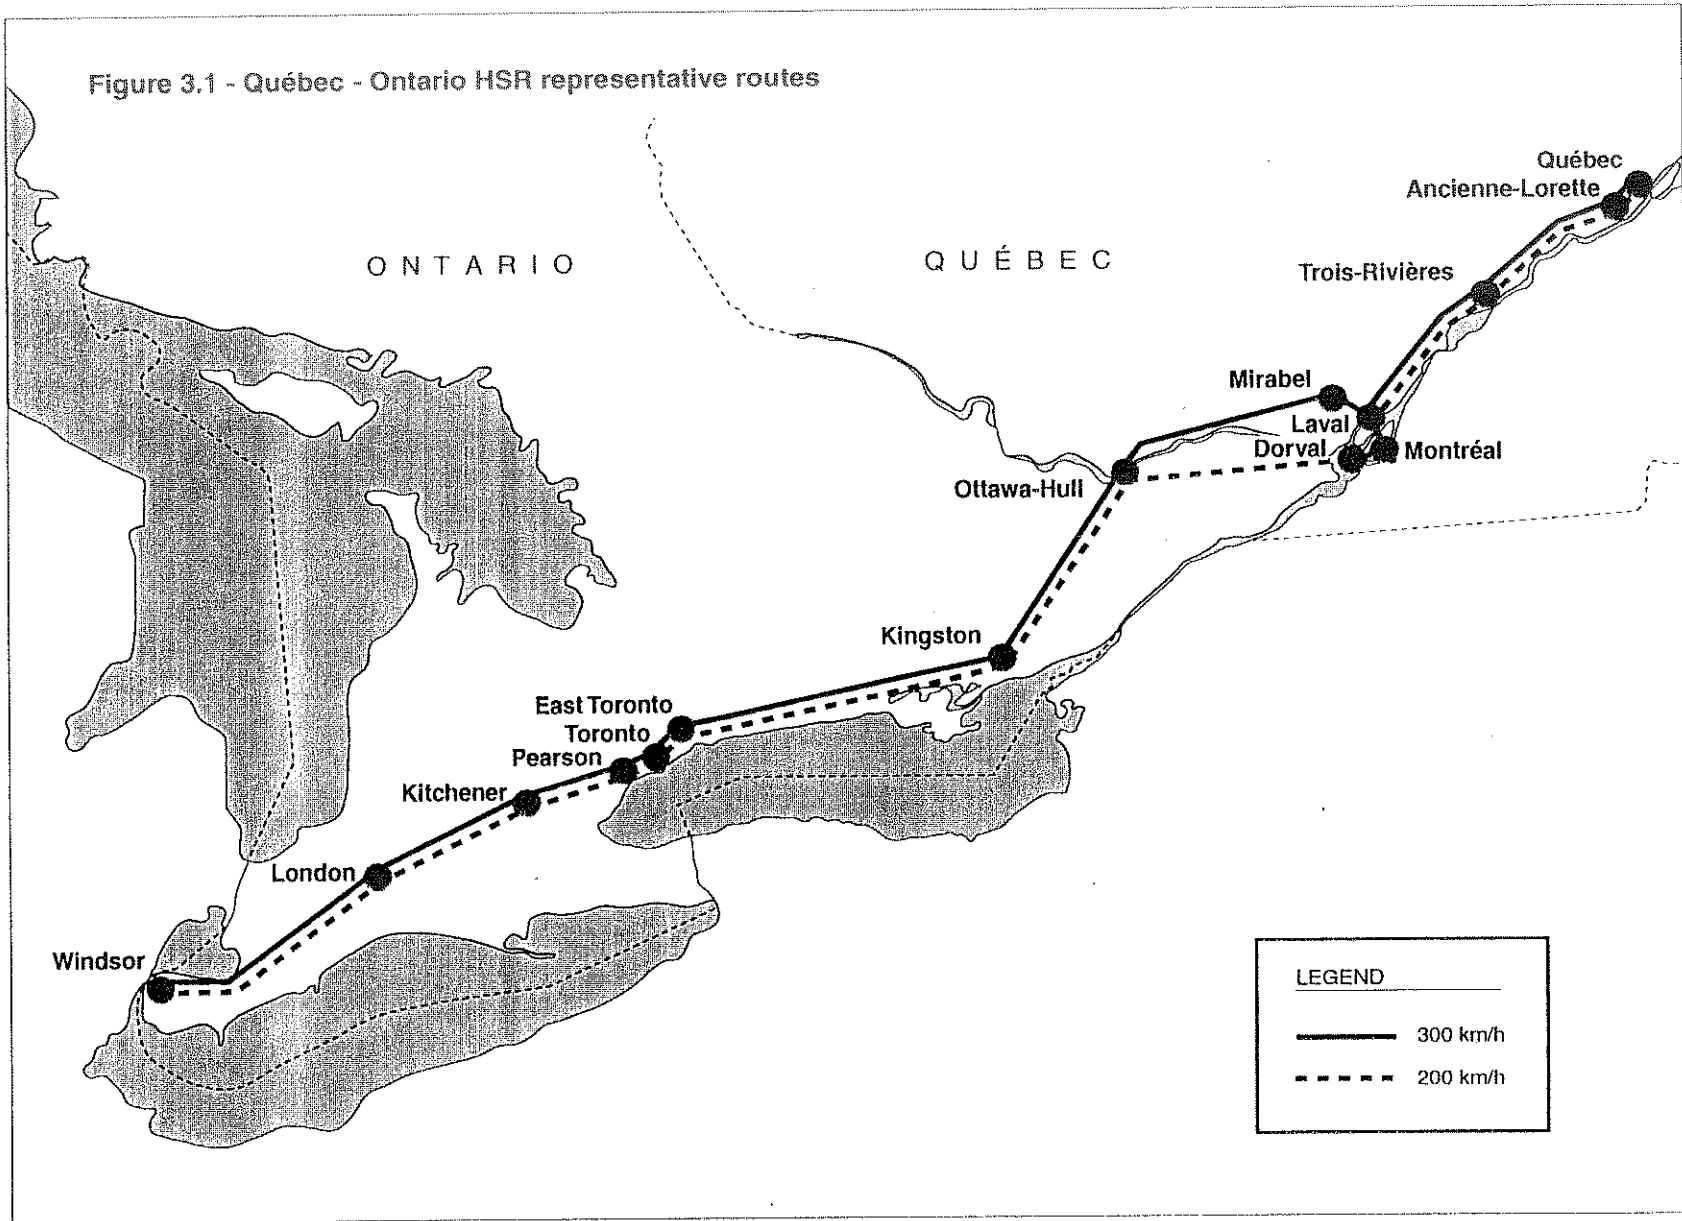 Figure 3.1 - Québec - Ontario HSR representative routes
Québec
Ancienne-Lorette
ONTARIO
QUÉBEC
Trois-Rivières
Mirabel
Laval
Dorval
Montréal
Ottawa-Hull
Kingston
East Toronto
Toronto
Pearson
Kitchener
London
Windsor
LEGEND
300 km/h
200 km/h